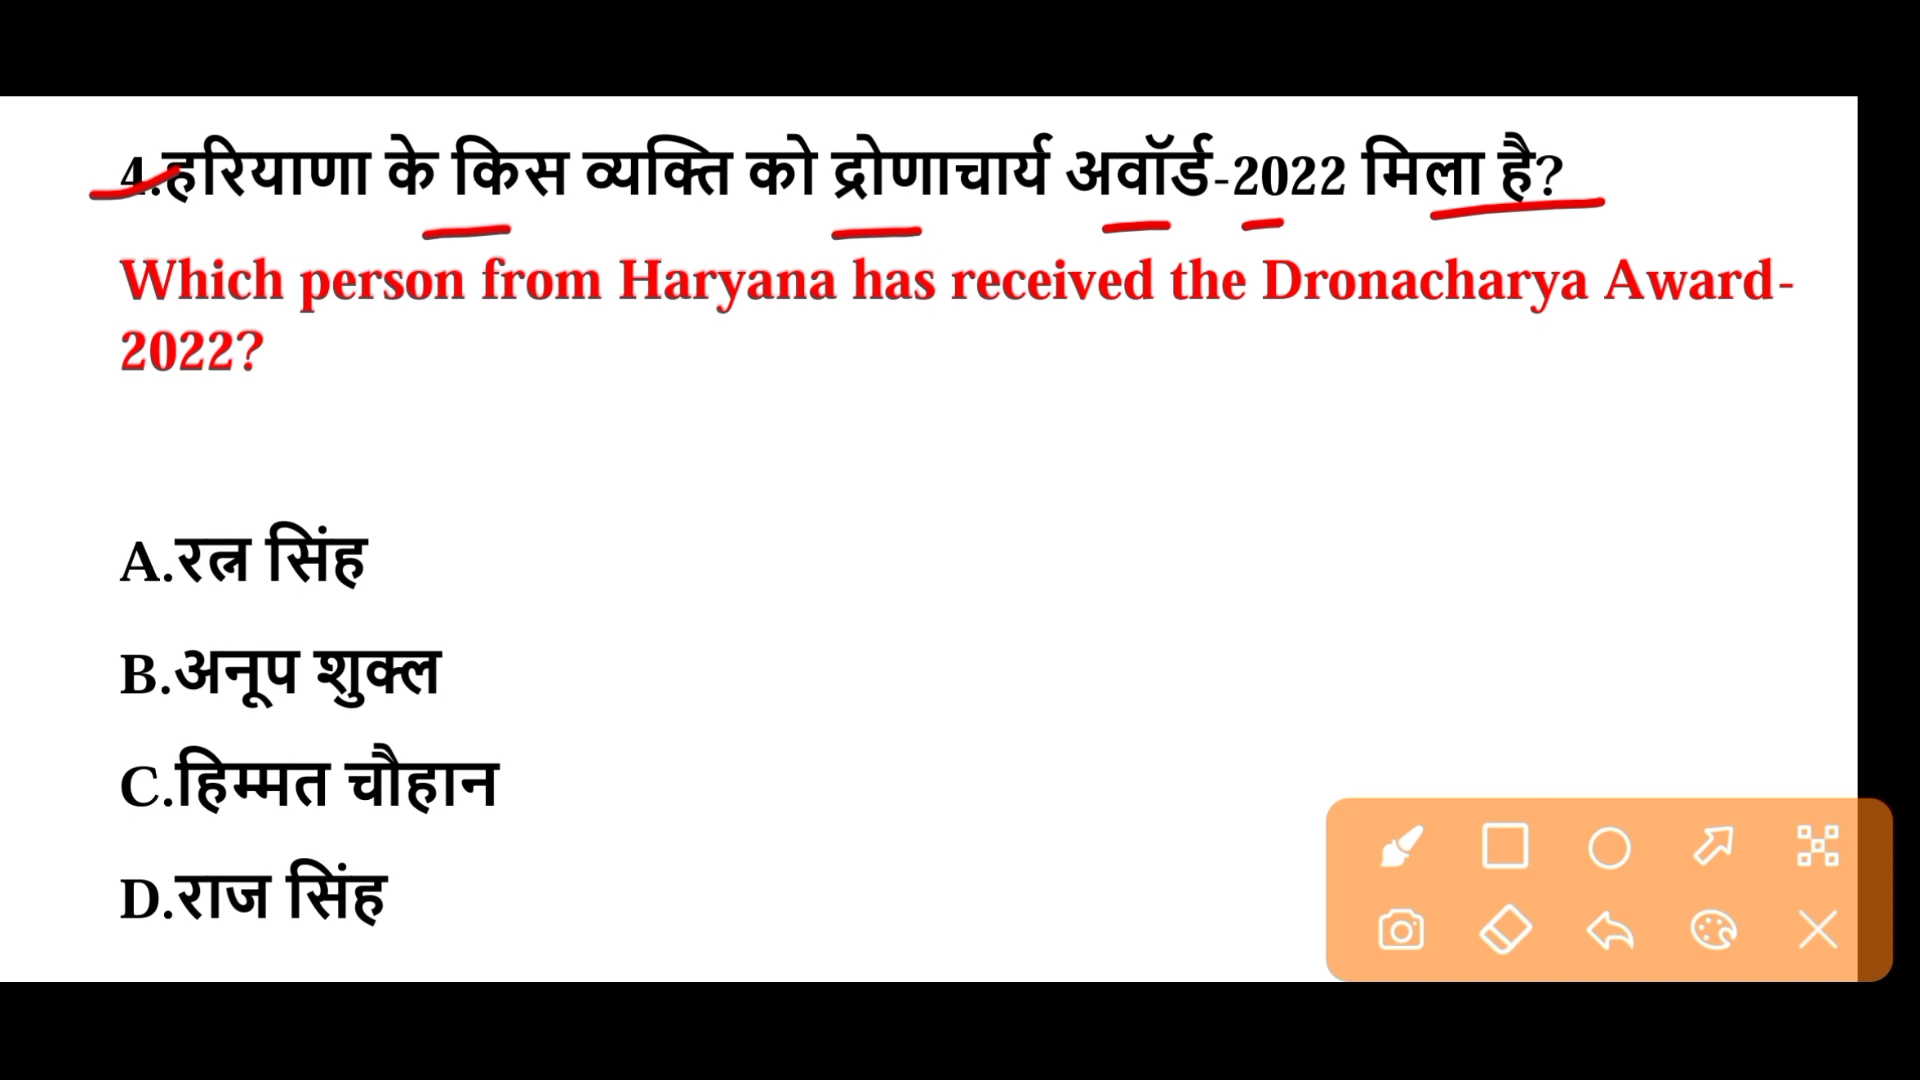 4.हरियाणा के किस व्यक्ति को द्रोणाचार्य अवॉर्ड-2022 मिला है?
Which person from Haryana has received the Dronacharya Award-
2022?
A.रत्न सिंह
B.अनूप शुक्ल
C.हिम्मत चौहान
D.राज सिंह